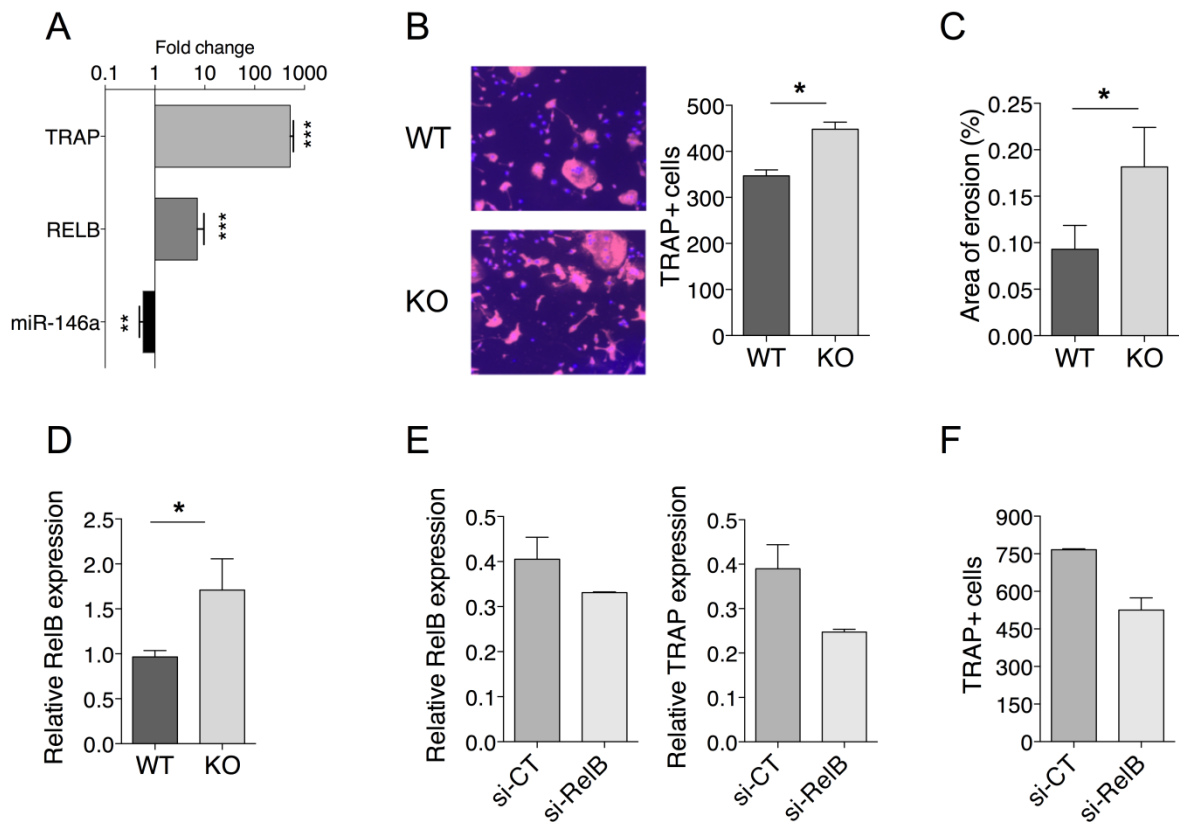 A
Fold change
0.1 1 10 100 1000
TRAP
***
RELB
***
miR-146a
**
B
WT
KO
TRAP+ cells
500
400
300
200
100
0
*
WT KO
C
Area of erosion (%)
0.25
0.20
0.15
0.10
0.05
0.00
*
WT KO
D
Relative RelB expression
2.5
2.0
1.5
1.0
0.5
0.0
*
WT KO
E
Relative RelB expression
0.5
0.4
0.3
0.2
0.1
0.0
si-CT si-RelB
Relative TRAP expression
0.5
0.4
0.3
0.2
0.1
0.0
si-CT si-RelB
F
TRAP+ cells
900
750
600
450
300
150
0
si-CT si-RelB